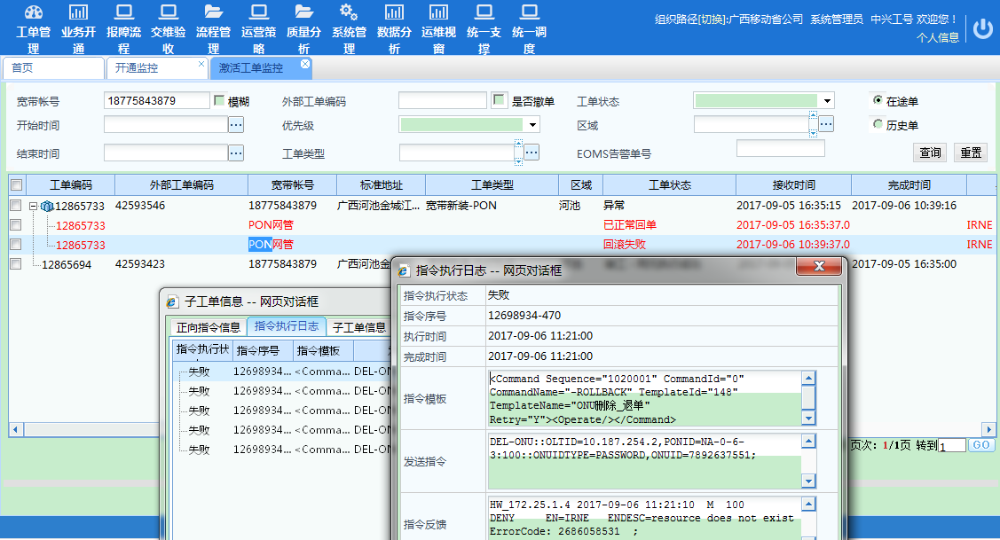 组织路径[切换]:广西移动省公司 系统管理员 中兴工号 欢迎您！
个人信息
工单管理 业务开通 报障流程 交维验收 流程管理 运营策略 质量分析 系统管理 数据分析 运维视窗 统一支撑 统一调度
首页 开通监控 激活工单监控
宽带帐号 18775843879 模糊 外部工单编码 是否撤单 工单状态 在途单
开始时间 优先级 区域 历史单
结束时间 工单类型 EOMS告警单号
查询 重置
工单编码 外部工单编码 宽带帐号 标准地址 工单类型 区域 工单状态 接收时间 完成时间
12865733 42593546 18775843879 广西河池金城江... 宽带新装-PON 河池 异常 2017-09-05 16:35:15 2017-09-06 10:39:16
12865733 PON网管 已正常回单 2017-09-05 16:35:37.0 IRNE
12865733 PON网管 回滚失败 2017-09-06 10:39:37.0 IRNE
12865694 42593423 18775843879 广西河池金 2017-09-05 16:35:00
页次：1/1页 转到 1 GO
子工单信息 -- 网页对话框
正向指令信息 指令执行日志 子工单信息
指令执行状 指令序号 指令模板
失败 12698934... <Comma... DEL-ON
失败 12698934... <Comma... DEL-ON
失败 12698934... <Comma... DEL-ON
失败 12698934... <Comma... DEL-ON
失败 12698934... <Comma... DEL-ON
指令执行日志 -- 网页对话框
指令执行状态 失败
指令序号 12698934-470
执行时间 2017-09-06 11:21:00
完成时间 2017-09-06 11:21:00
指令模板
<Command Sequence="1020001" CommandId="0"
CommandName="-ROLLBACK" TemplateId="148"
TemplateName="ONU删除_退单"
Retry="Y"><Operate/></Command>
发送指令
DEL-ONU::OLTID=10.187.254.2,PONID=NA-0-6-
3:100::ONUIDTYPE=PASSWORD,ONUID=7892637551;
指令反馈
HW_172.25.1.4 2017-09-06 11:21:10 M 100
DENY EN=IRNE ENDESC=resource does not exist
ErrorCode: 2686058531 ;